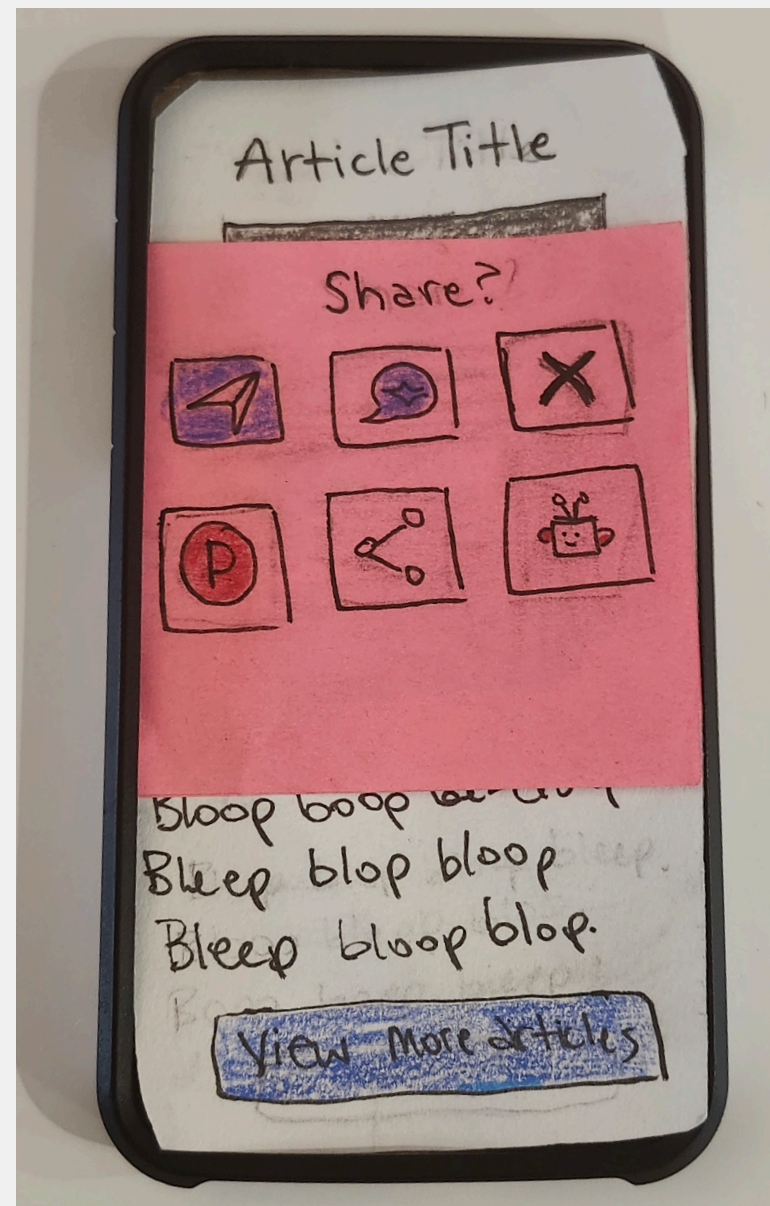 Article Title
Share?
X
P
Bloop boop
Bleep blop bloop
Bleep bloop blop.
View more articles